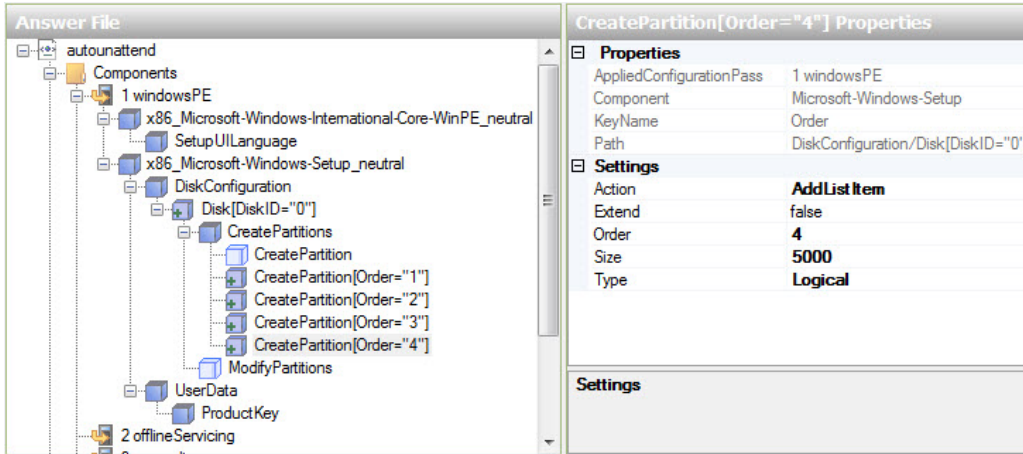 Answer File
autounattend
Components
1 windowsPE
x86_Microsoft-Windows-International-Core-WinPE_neutral
SetupUILanguage
x86_Microsoft-Windows-Setup_neutral
DiskConfiguration
Disk[DiskID="0"]
CreatePartitions
CreatePartition
CreatePartition[Order="1"]
CreatePartition[Order="2"]
CreatePartition[Order="3"]
CreatePartition[Order="4"]
ModifyPartitions
UserData
ProductKey
2 offlineServicing
CreatePartition[Order="4"] Properties
Properties
AppliedConfigurationPass 1 windowsPE
Component Microsoft-Windows-Setup
KeyName Order
Path DiskConfiguration/Disk[DiskID="0"
Settings
Action AddListItem
Extend false
Order 4
Size 5000
Type Logical
Settings